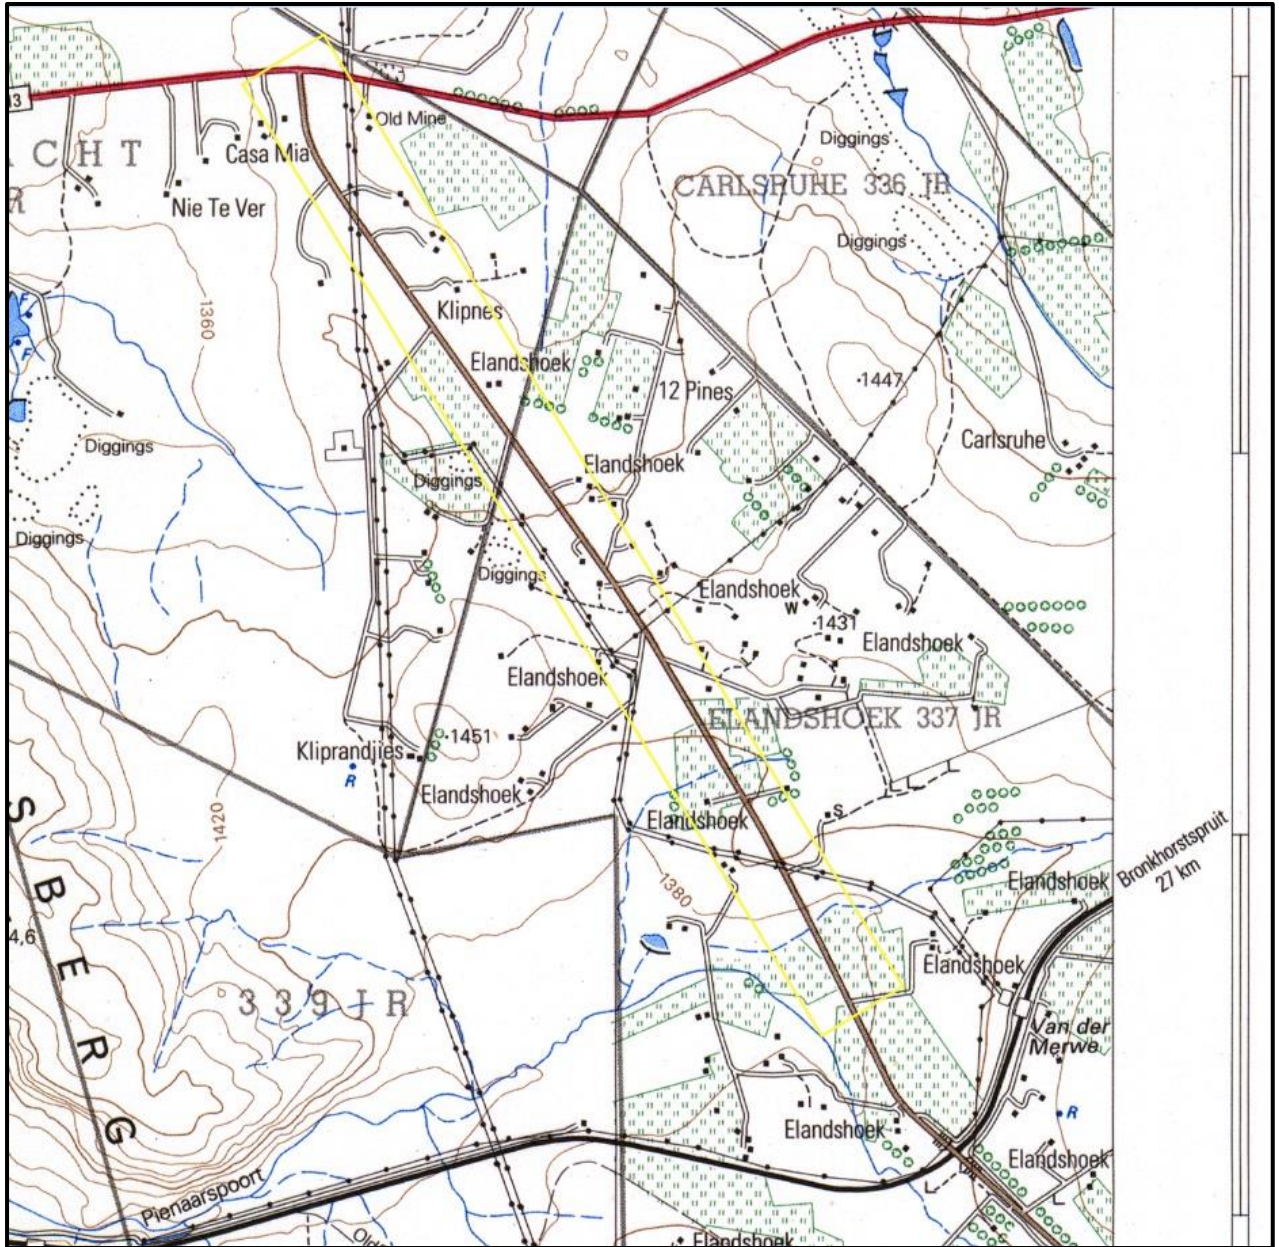 13
Old Mine
A C H T
R
Casa Mia
Nie Te Ver
Diggings
CARLSRUHE 336 JR
Diggings
1360
F
F
Klipnes
Elandshoek
12 Pines
1447
Carlsruhe
Diggings
Elandshoek
Diggings
Diggings
Diggings
Elandshoek
W
1431
Elandshoek
Elandshoek
ELANDSHOEK 337 JR
1451
Kliprandjies
R
Elandshoek
1420
S
Elandshoek
S B E R G
1380
Elandshoek
Bronkhorstspruit
27 km
4,6
339 JR
Elandshoek
Van der
Merwe
R
Elandshoek
Elandshoek
L
L
Pienaarspoort
Elandshoek